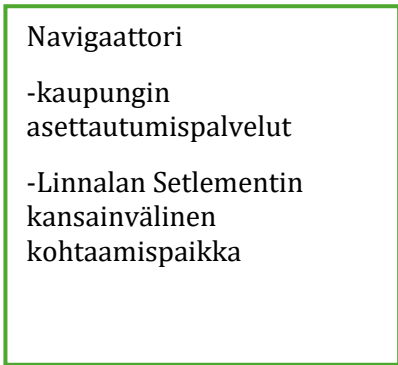 Navigaattori
-kaupungin
asettautumispalvelut
-Linnalan Setlementin
kansainvälinen
kohtaamispaikka